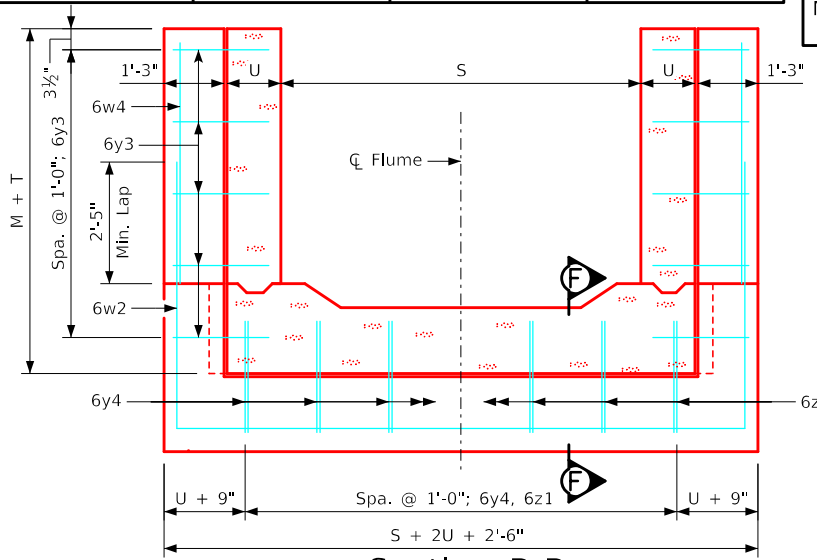 1'-3"
U
S
U
1'-3"
3½"
6w4
6y3
℄ Flume
M + T
Spa. @ 1'-0"; 6y3
2'-5"
Min. Lap
F
6w2
6y4
6z
F
U + 9"
Spa. @ 1'-0"; 6y4, 6z1
U + 9"
S + 2U + 2'-6"